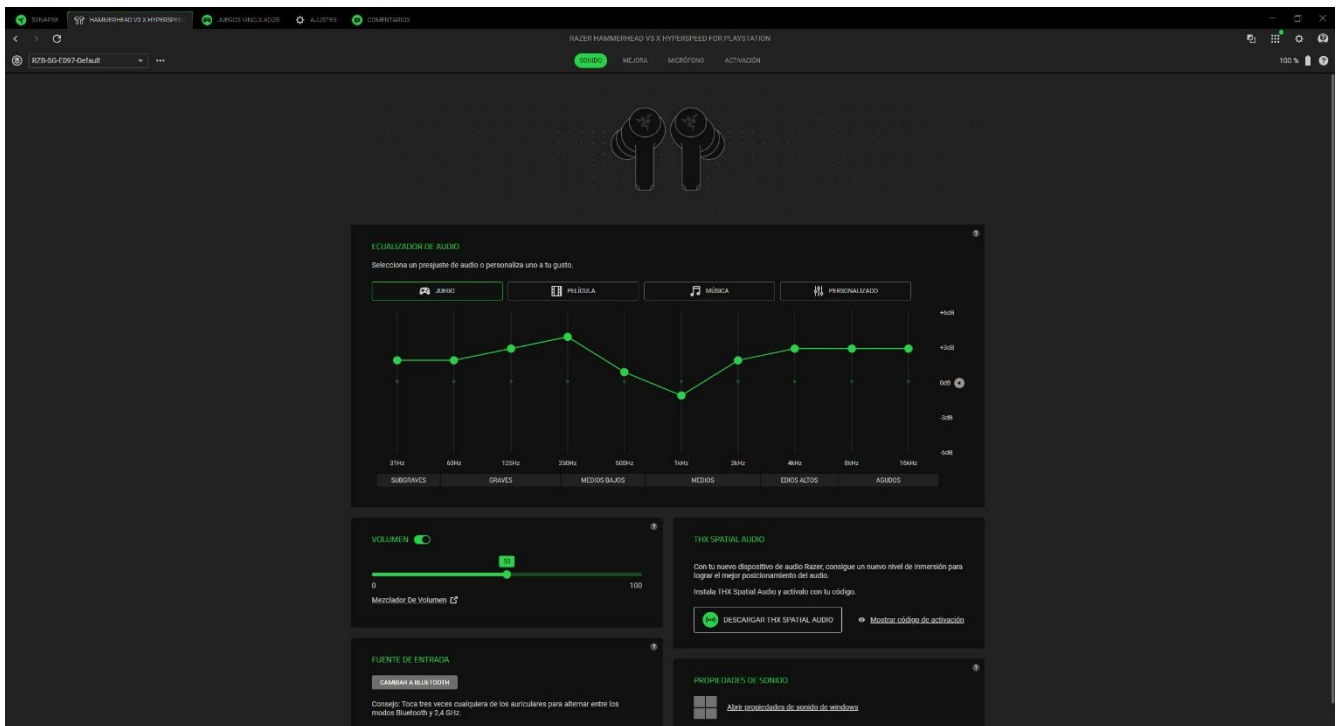 SYNAPSE HAMMERHEAD V3 X HYPERSPEE JUEGOS VINCULADOS AJUSTES COMENTARIOS
RAZER HAMMERHEAD V3 X HYPERSPEED FOR PLAYSTATION
RZB-SG-E097-Default SONIDO MEJORA MICRÓFONO ACTIVACIÓN 100 %
ECUALIZADOR DE AUDIO
Selecciona un preajuste de audio o personaliza uno a tu gusto.
JUEGO PELÍCULA MÚSICA PERSONALIZADO
+6dB
+3dB
0dB
-3dB
-6dB
31Hz 63Hz 125Hz 250Hz 500Hz 1kHz 2kHz 4kHz 8kHz 16kHz
SUBGRAVES GRAVES MEDIOS BAJOS MEDIOS EDIOS ALTOS AGUDOS
VOLUMEN
50
0 100
Mezclador De Volumen
THX SPATIAL AUDIO
Con tu nuevo dispositivo de audio Razer, consigue un nuevo nivel de inmersión para
lograr el mejor posicionamiento del audio.
Instala THX Spatial Audio y actívalo con tu código.
DESCARGAR THX SPATIAL AUDIO Mostrar código de activación
FUENTE DE ENTRADA
CAMBIAR A BLUETOOTH
Consejo: Toca tres veces cualquiera de los auriculares para alternar entre los
modos Bluetooth y 2,4 GHz.
PROPIEDADES DE SONIDO
Abrir propiedades de sonido de windows